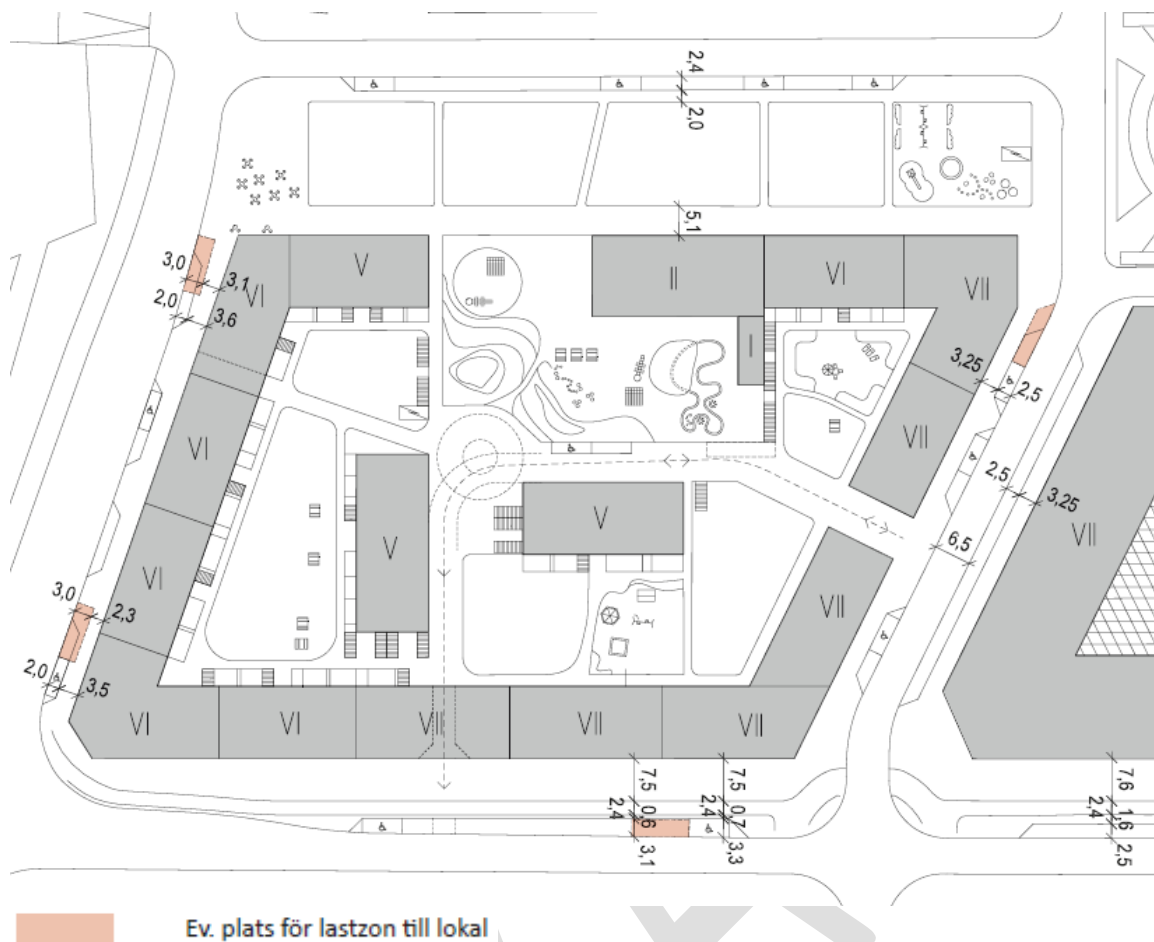 2,4
2,0
5,1
3,0
3,1
2,0
3,6
VI
V
II
VI
VII
I
3,25
2,5
VI
VII
2,5
3,25
V
V
VII
6,5
VI
VII
3,0
2,3
2,0
3,5
VI
VI
VII
VII
VII
7,5
7,5
7,6
2,4
0,6
2,4
0,7
2,4
1,6
3,1
3,3
2,5
Ev. plats för lastzon till lokal